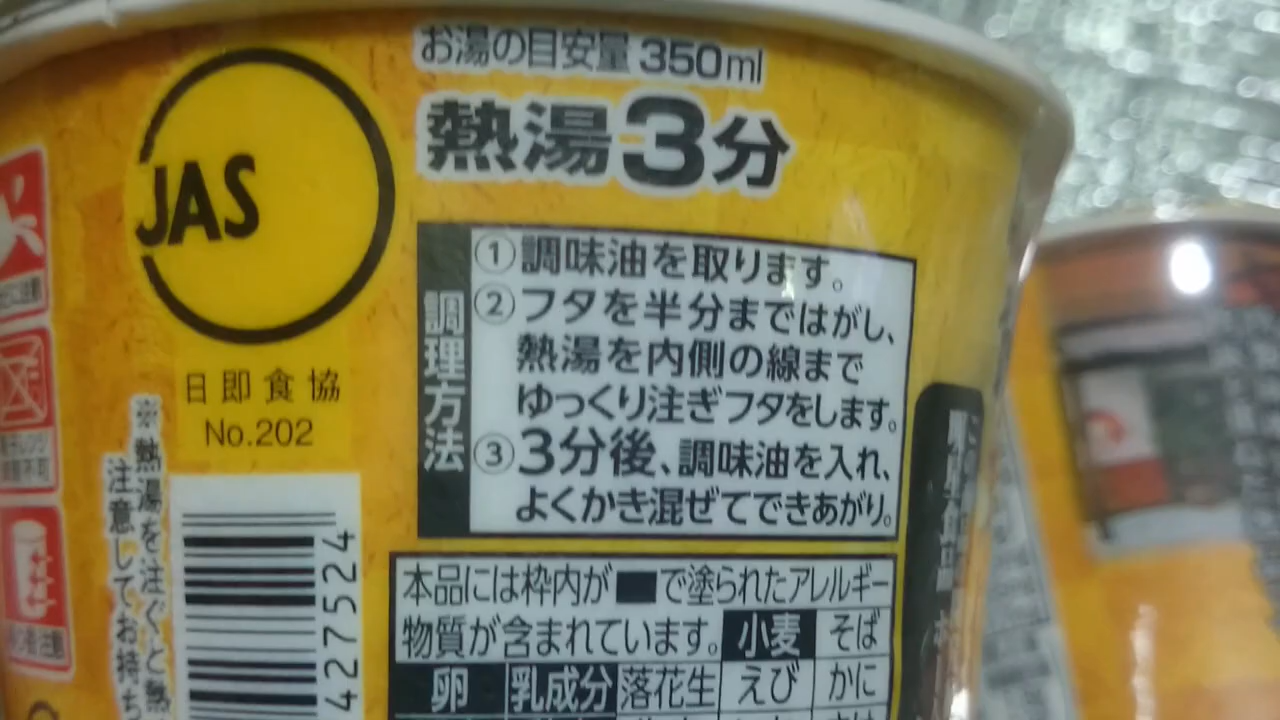 お湯の目安量 350ml
熱湯3分
JAS
日即食協
No.202
調理方法
①調味油を取ります。
②フタを半分まではがし、
熱湯を内側の線まで
ゆっくり注ぎフタをします。
③3分後、調味油を入れ、
よくかき混ぜてできあがり。
※熱湯を注ぐと熱
注意してお持ち
427524
本品には枠内が■で塗られたアレルギー
物質が含まれています。 小麦 そば
卵 乳成分 落花生 えび かに